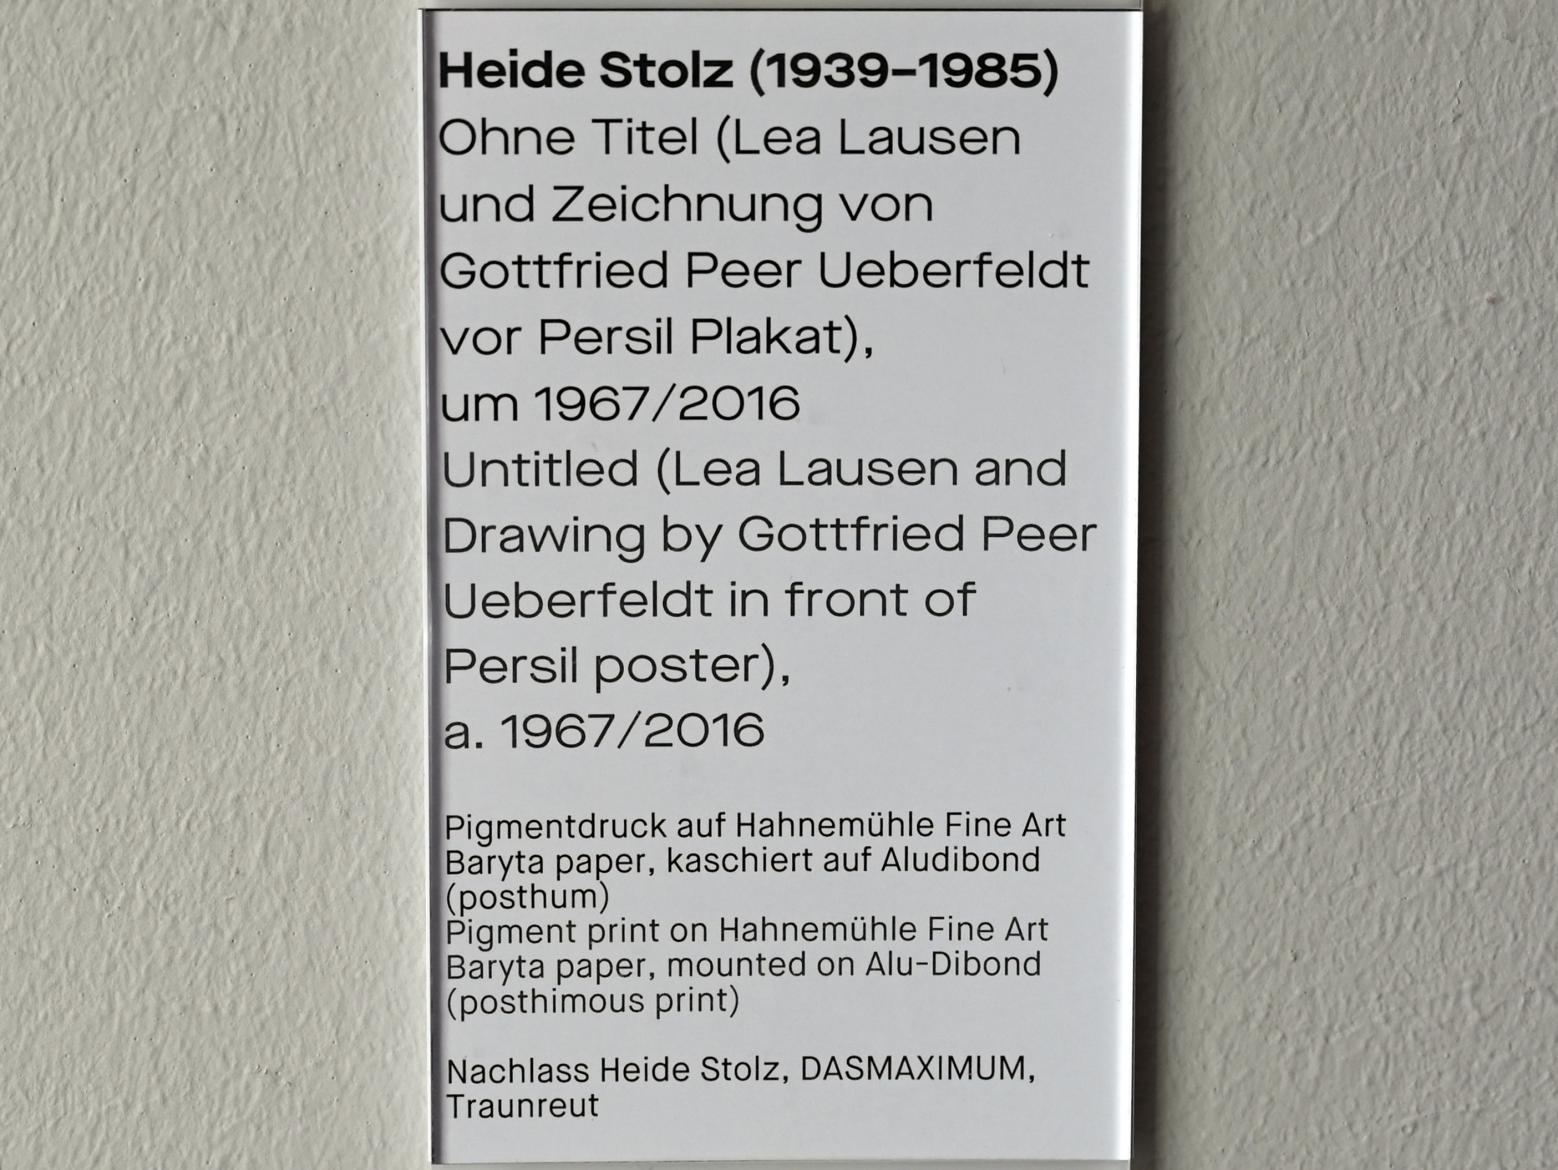 Heide Stolz (1939–1985)
Ohne Titel (Lea Lausen
und Zeichnung von
Gottfried Peer Ueberfeldt
vor Persil Plakat),
um 1967/2016
Untitled (Lea Lausen and
Drawing by Gottfried Peer
Ueberfeldt in front of
Persil poster),
a. 1967/2016
Pigmentdruck auf Hahnemühle Fine Art
Baryta paper, kaschiert auf Aludibond
(posthum)
Pigment print on Hahnemühle Fine Art
Baryta paper, mounted on Alu-Dibond
(posthimous print)
Nachlass Heide Stolz, DASMAXIMUM,
Traunreut